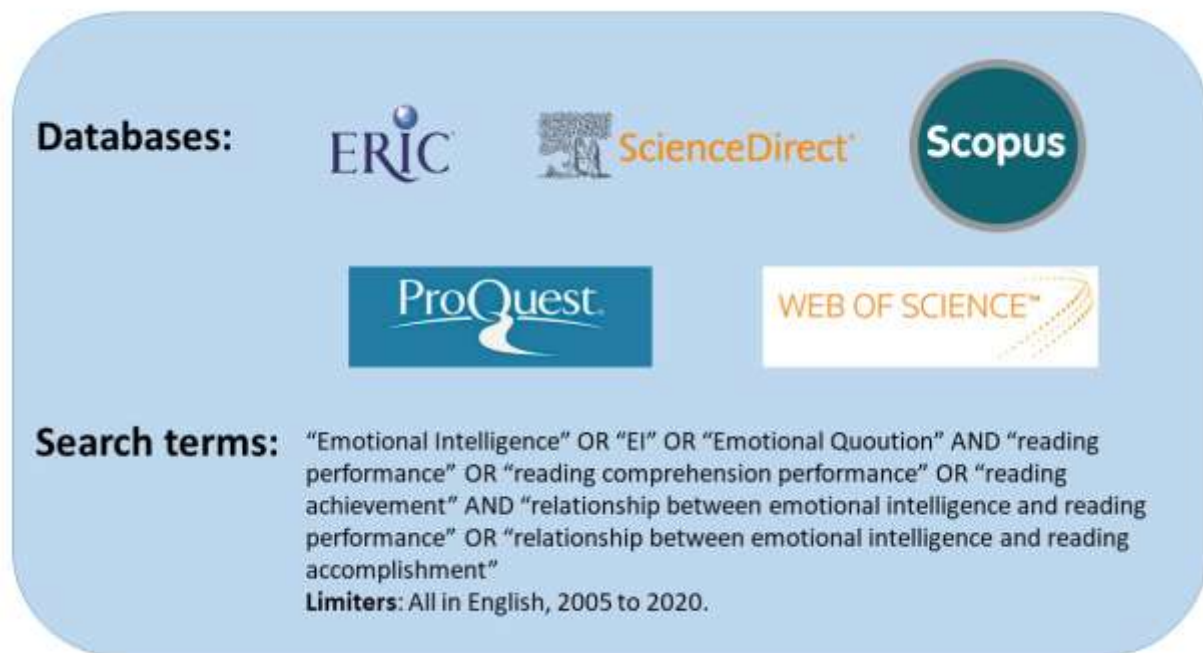 Databases:
ERIC
ScienceDirect
Scopus
ProQuest
WEB OF SCIENCE™
Search terms:
“Emotional Intelligence” OR “EI” OR “Emotional Quoution” AND “reading
performance” OR “reading comprehension performance” OR “reading
achievement” AND “relationship between emotional intelligence and reading
performance” OR “relationship between emotional intelligence and reading
accomplishment”
Limiters: All in English, 2005 to 2020.